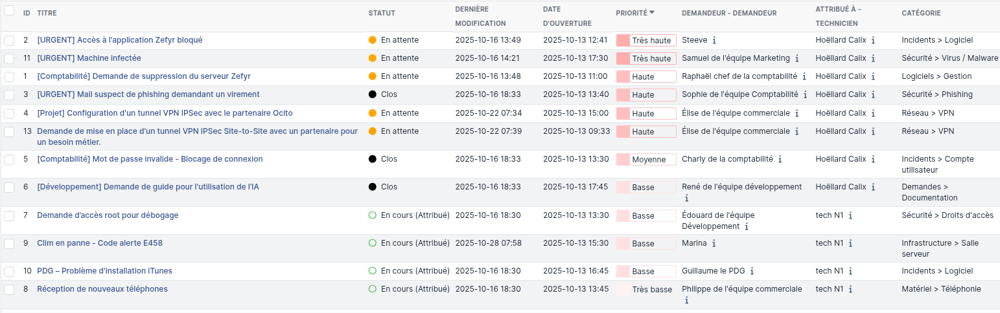 ID TITRE STATUT DERNIÈRE MODIFICATION DATE D'OUVERTURE PRIORITÉ DEMANDEUR - DEMANDEUR ATTRIBUÉ À - TECHNICIEN CATÉGORIE
2 [URGENT] Accès à l'application Zefyr bloqué En attente 2025-10-16 13:49 2025-10-13 12:41 Très haute Steeve i Hoëllard Calix i Incidents > Logiciel
11 [URGENT] Machine infectée En attente 2025-10-16 14:21 2025-10-13 17:30 Très haute Samuel de l'équipe Marketing i Hoëllard Calix i Sécurité > Virus / Malware
1 [Comptabilité] Demande de suppression du serveur Zefyr En attente 2025-10-16 13:48 2025-10-13 11:00 Haute Raphaël chef de la comptabilité i Hoëllard Calix i Logiciels > Gestion
3 [URGENT] Mail suspect de phishing demandant un virement Clos 2025-10-16 18:33 2025-10-13 13:40 Haute Sophie de l'équipe Comptabilité i Hoëllard Calix i Sécurité > Phishing
4 [Projet] Configuration d'un tunnel VPN IPSec avec le partenaire Ocito En attente 2025-10-22 07:34 2025-10-13 15:00 Haute Élise de l'équipe commerciale i Hoëllard Calix i Réseau > VPN
13 Demande de mise en place d'un tunnel VPN IPSec Site-to-Site avec un partenaire pour En attente 2025-10-22 07:39 2025-10-13 09:33 Haute Élise de l'équipe commerciale i Hoëllard Calix i Réseau > VPN
un besoin métier.
5 [Comptabilité] Mot de passe invalide - Blocage de connexion Clos 2025-10-16 18:33 2025-10-13 13:30 Moyenne Charly de la comptabilité i Hoëllard Calix i Incidents > Compte
utilisateur
6 [Développement] Demande de guide pour l'utilisation de l'IA Clos 2025-10-16 18:33 2025-10-13 17:45 Basse René de l'équipe développement Hoëllard Calix i Demandes >
i Documentation
7 Demande d'accès root pour débogage En cours (Attribué) 2025-10-16 18:30 2025-10-13 13:30 Basse Édouard de l'équipe tech N1 i Sécurité > Droits d'accès
Développement i
9 Clim en panne - Code alerte E458 En cours (Attribué) 2025-10-28 07:58 2025-10-13 15:30 Basse Marina i tech N1 i Infrastructure > Salle
serveur
10 PDG – Problème d'installation iTunes En cours (Attribué) 2025-10-16 18:30 2025-10-13 16:45 Basse Guillaume le PDG i tech N1 i Incidents > Logiciel
8 Réception de nouveaux téléphones En cours (Attribué) 2025-10-16 18:30 2025-10-13 13:45 Très basse Philippe de l'équipe commerciale tech N1 i Matériel > Téléphonie
i